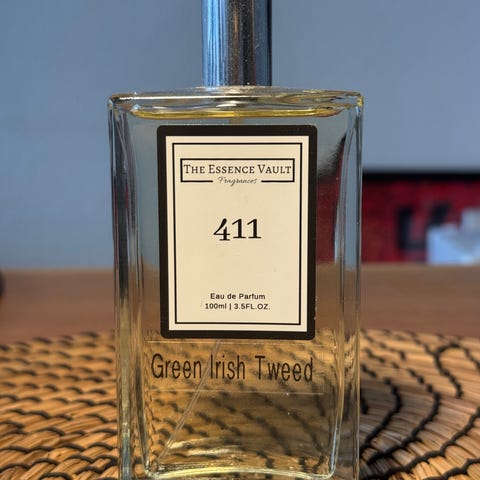 THE ESSENCE VAULT
Fragrances
411
Eau de Parfum
100ml | 3.5FL.OZ.
Green Irish Tweed